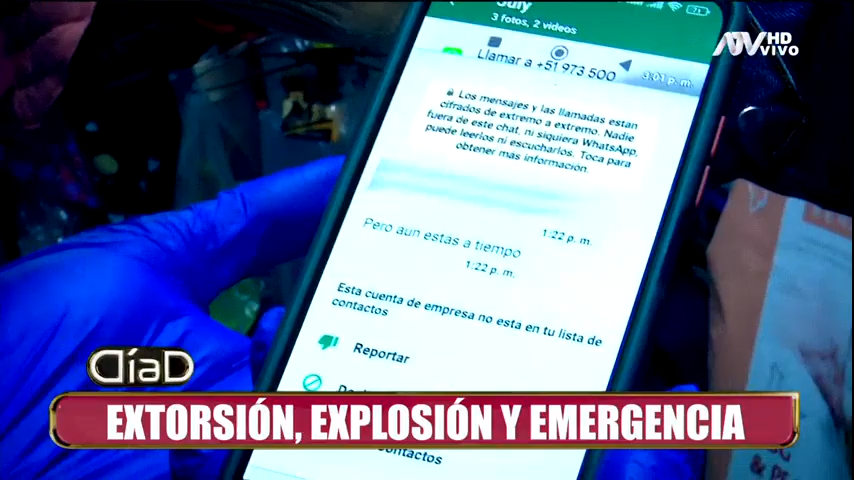 July
3 fotos, 2 videos
ATV HD
VIVO
Llamar a +51 973 500
3:01 p. m.
Los mensajes y las llamadas están
cifrados de extremo a extremo. Nadie
fuera de este chat, ni siquiera WhatsApp,
puede leerlos ni escucharlos. Toca para
obtener más información.
1:22 p. m.
Pero aun estás a tiempo
1:22 p. m.
Esta cuenta de empresa no está en tu lista de
contactos
Reportar
DíaD
EXTORSIÓN, EXPLOSIÓN Y EMERGENCIA
contactos